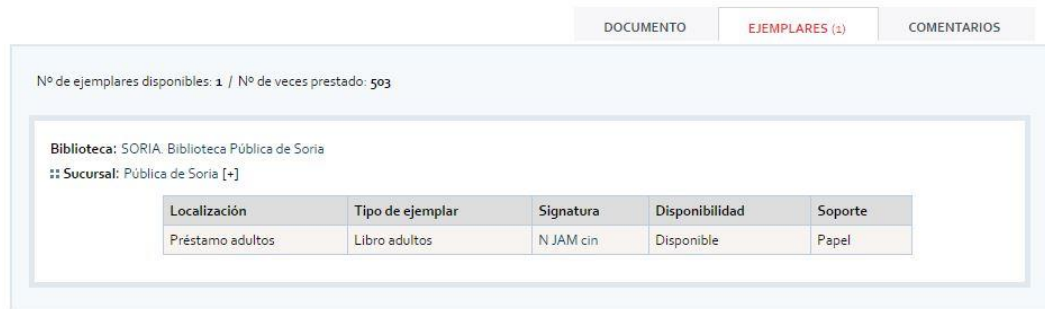 DOCUMENTO EJEMPLARES (1) COMENTARIOS
Nº de ejemplares disponibles: 1 / Nº de veces prestado: 503
Biblioteca: SORIA. Biblioteca Pública de Soria
Sucursal: Pública de Soria [+]
Localización Tipo de ejemplar Signatura Disponibilidad Soporte
Préstamo adultos Libro adultos N JAM cin Disponible Papel